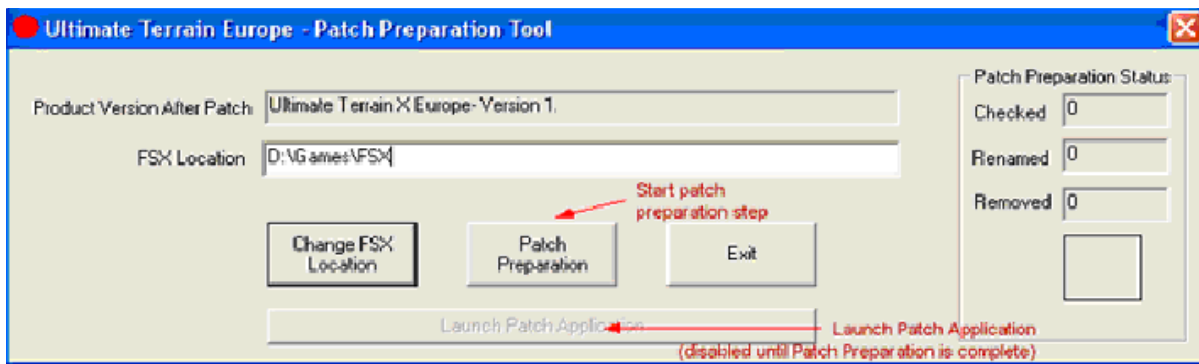 Ultimate Terrain Europe - Patch Preparation Tool
Product Version After Patch
Ultimate Terrain X Europe- Version 1.
FSX Location
D:\Games\FSX
Start patch
preparation step
Change FSX
Location
Patch
Preparation
Exit
Launch Patch Application
Launch Patch Application
(disabled until Patch Preparation is complete)
Patch Preparation Status
Checked 0
Renamed 0
Removed 0